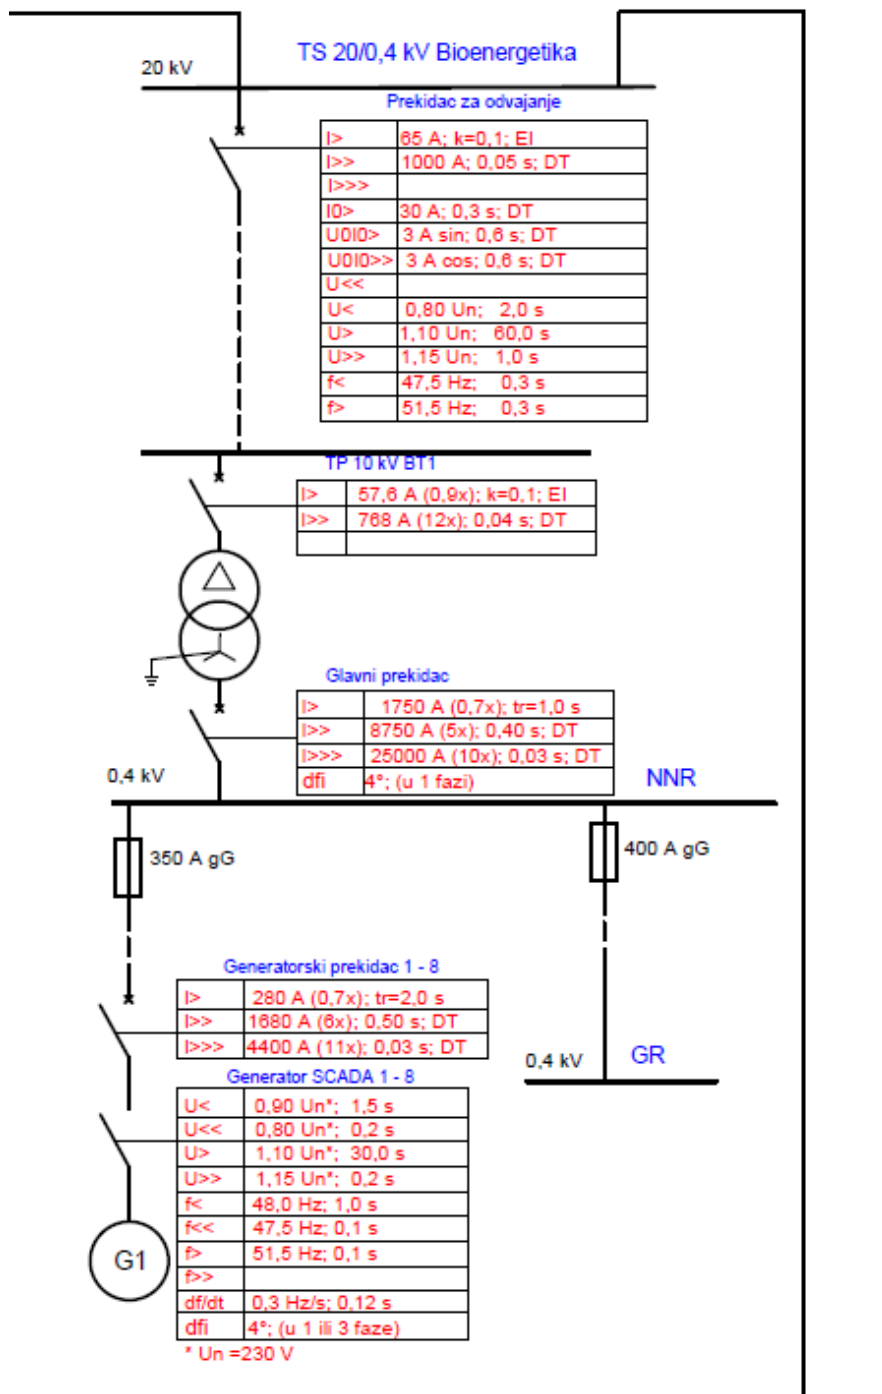 TS 20/0,4 kV Bioenergetika
20 kV
Prekidac za odvajanje
I> 65 A; k=0,1; EI
I>> 1000 A; 0,05 s; DT
I>>>
I0> 30 A; 0,3 s; DT
U0I0> 3 A sin; 0,6 s; DT
U0I0>> 3 A cos; 0,6 s; DT
U<<
U< 0,80 Un; 2,0 s
U> 1,10 Un; 60,0 s
U>> 1,15 Un; 1,0 s
f< 47,5 Hz; 0,3 s
f> 51,5 Hz; 0,3 s
TP 10 kV BT1
I> 57,6 A (0,9x); k=0,1; EI
I>> 768 A (12x); 0,04 s; DT
Glavni prekidac
I> 1750 A (0,7x); tr=1,0 s
I>> 8750 A (5x); 0,40 s; DT
I>>> 25000 A (10x); 0,03 s; DT
dfi 4°; (u 1 fazi)
0,4 kV
NNR
350 A gG
400 A gG
Generatorski prekidac 1 - 8
I> 280 A (0,7x); tr=2,0 s
I>> 1680 A (6x); 0,50 s; DT
I>>> 4400 A (11x); 0,03 s; DT
0,4 kV
GR
Generator SCADA 1 - 8
U< 0,90 Un*; 1,5 s
U<< 0,80 Un*; 0,2 s
U> 1,10 Un*; 30,0 s
U>> 1,15 Un*; 0,2 s
f< 48,0 Hz; 1,0 s
f<< 47,5 Hz; 0,1 s
f> 51,5 Hz; 0,1 s
f>>
df/dt 0,3 Hz/s; 0,12 s
dfi 4°; (u 1 ili 3 faze)
G1
* Un =230 V